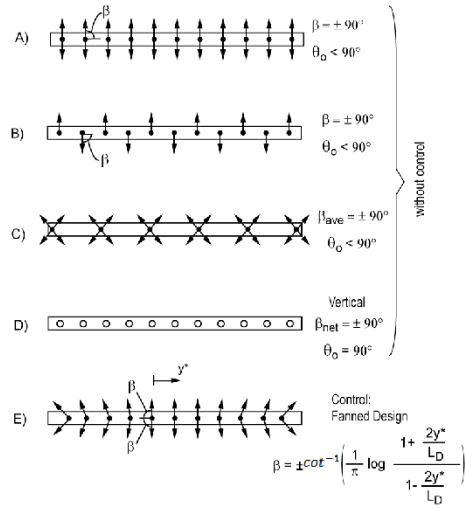 A)
β
β = ± 90°
θo < 90°
B)
β
β = ± 90°
θo < 90°
C)
βave = ± 90°
θo < 90°
D)
Vertical
βnet = ± 90°
θo = 90°
without control
E)
β
β
y*
Control:
Fanned Design
β = ±cot⁻¹(1/π log (1+ 2y*/LD)/(1- 2y*/LD))